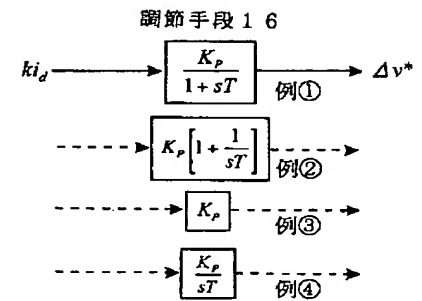 調節手段１６
ki_d K_P / 1+sT Δv*
例①
K_P[1+ 1/sT]
例②
K_P
例③
K_P / sT
例④